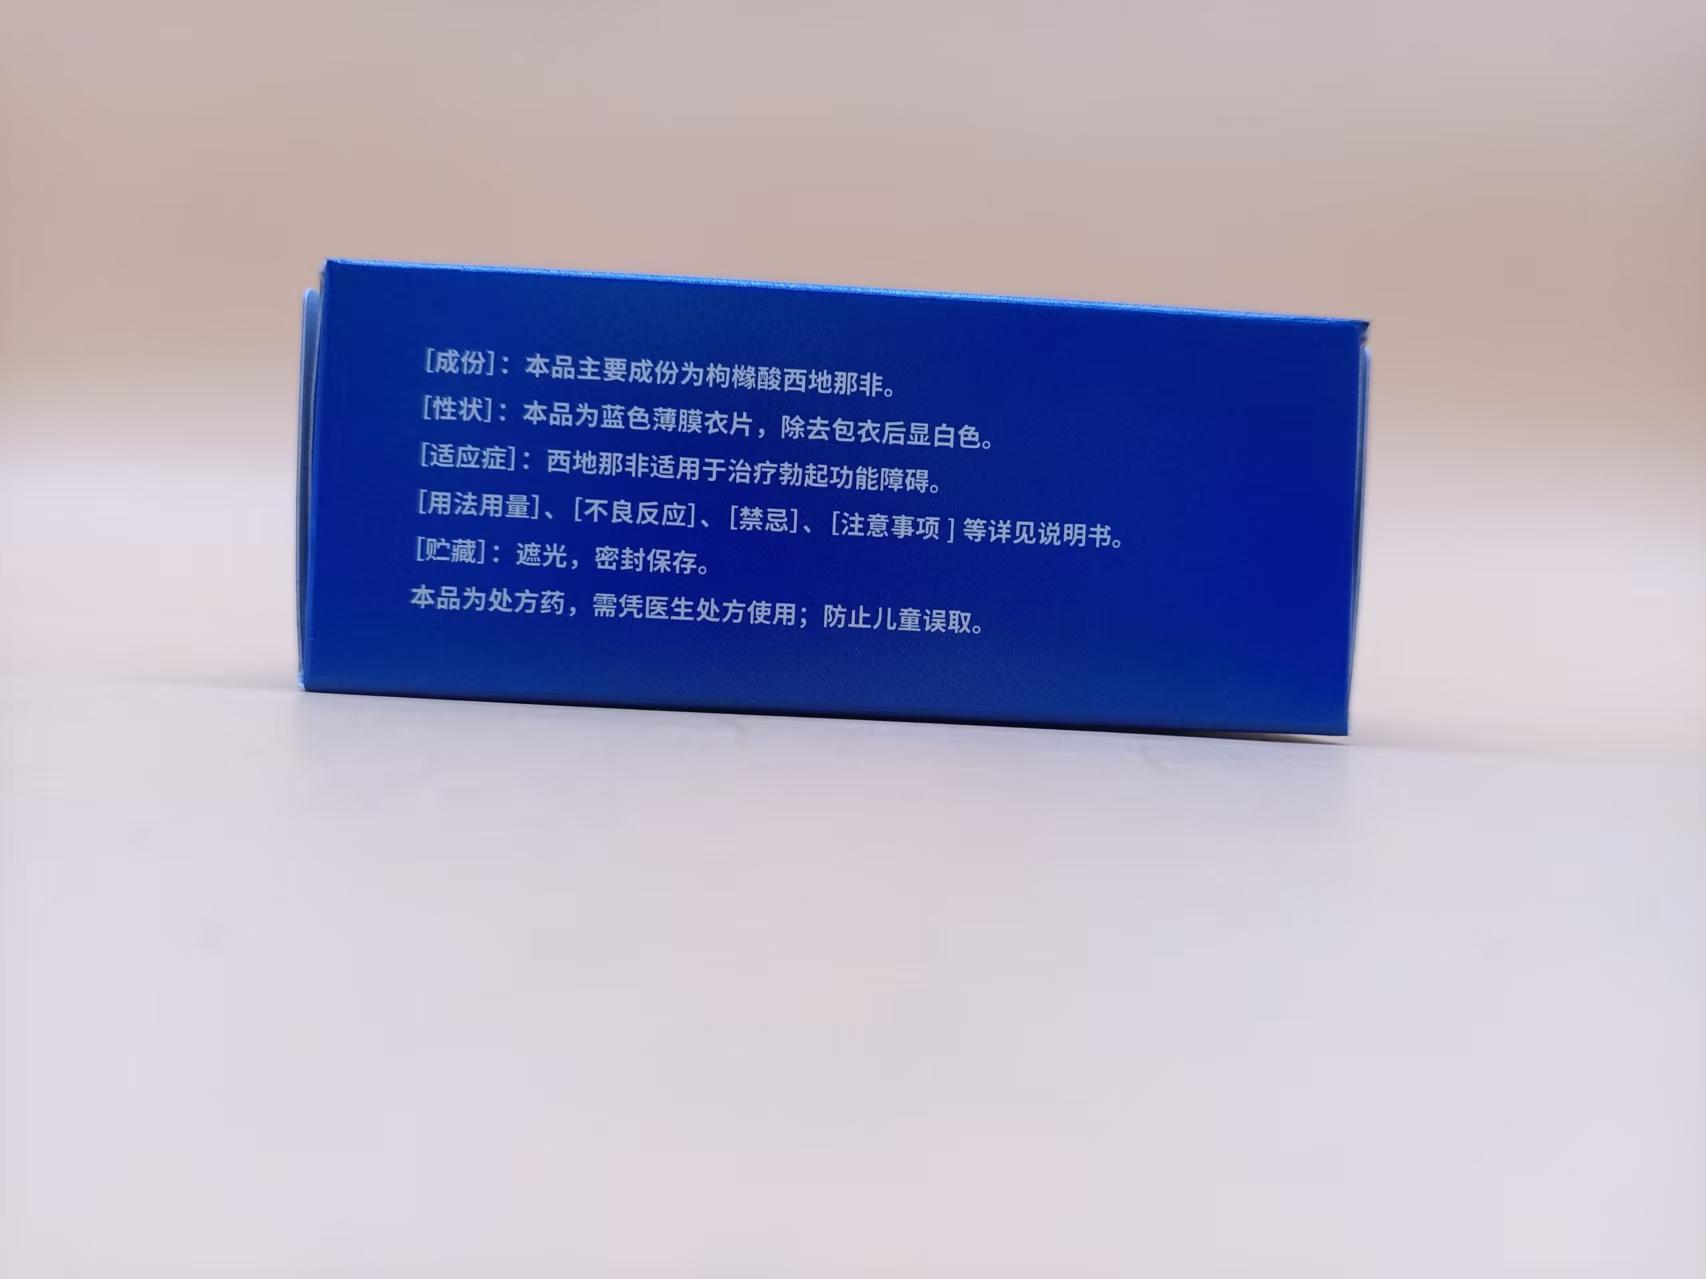 [成份]：本品主要成份为枸橼酸西地那非。
[性状]：本品为蓝色薄膜衣片，除去包衣后显白色。
[适应症]：西地那非适用于治疗勃起功能障碍。
[用法用量]、[不良反应]、[禁忌]、[注意事项]等详见说明书。
[贮藏]：遮光，密封保存。
本品为处方药，需凭医生处方使用；防止儿童误取。